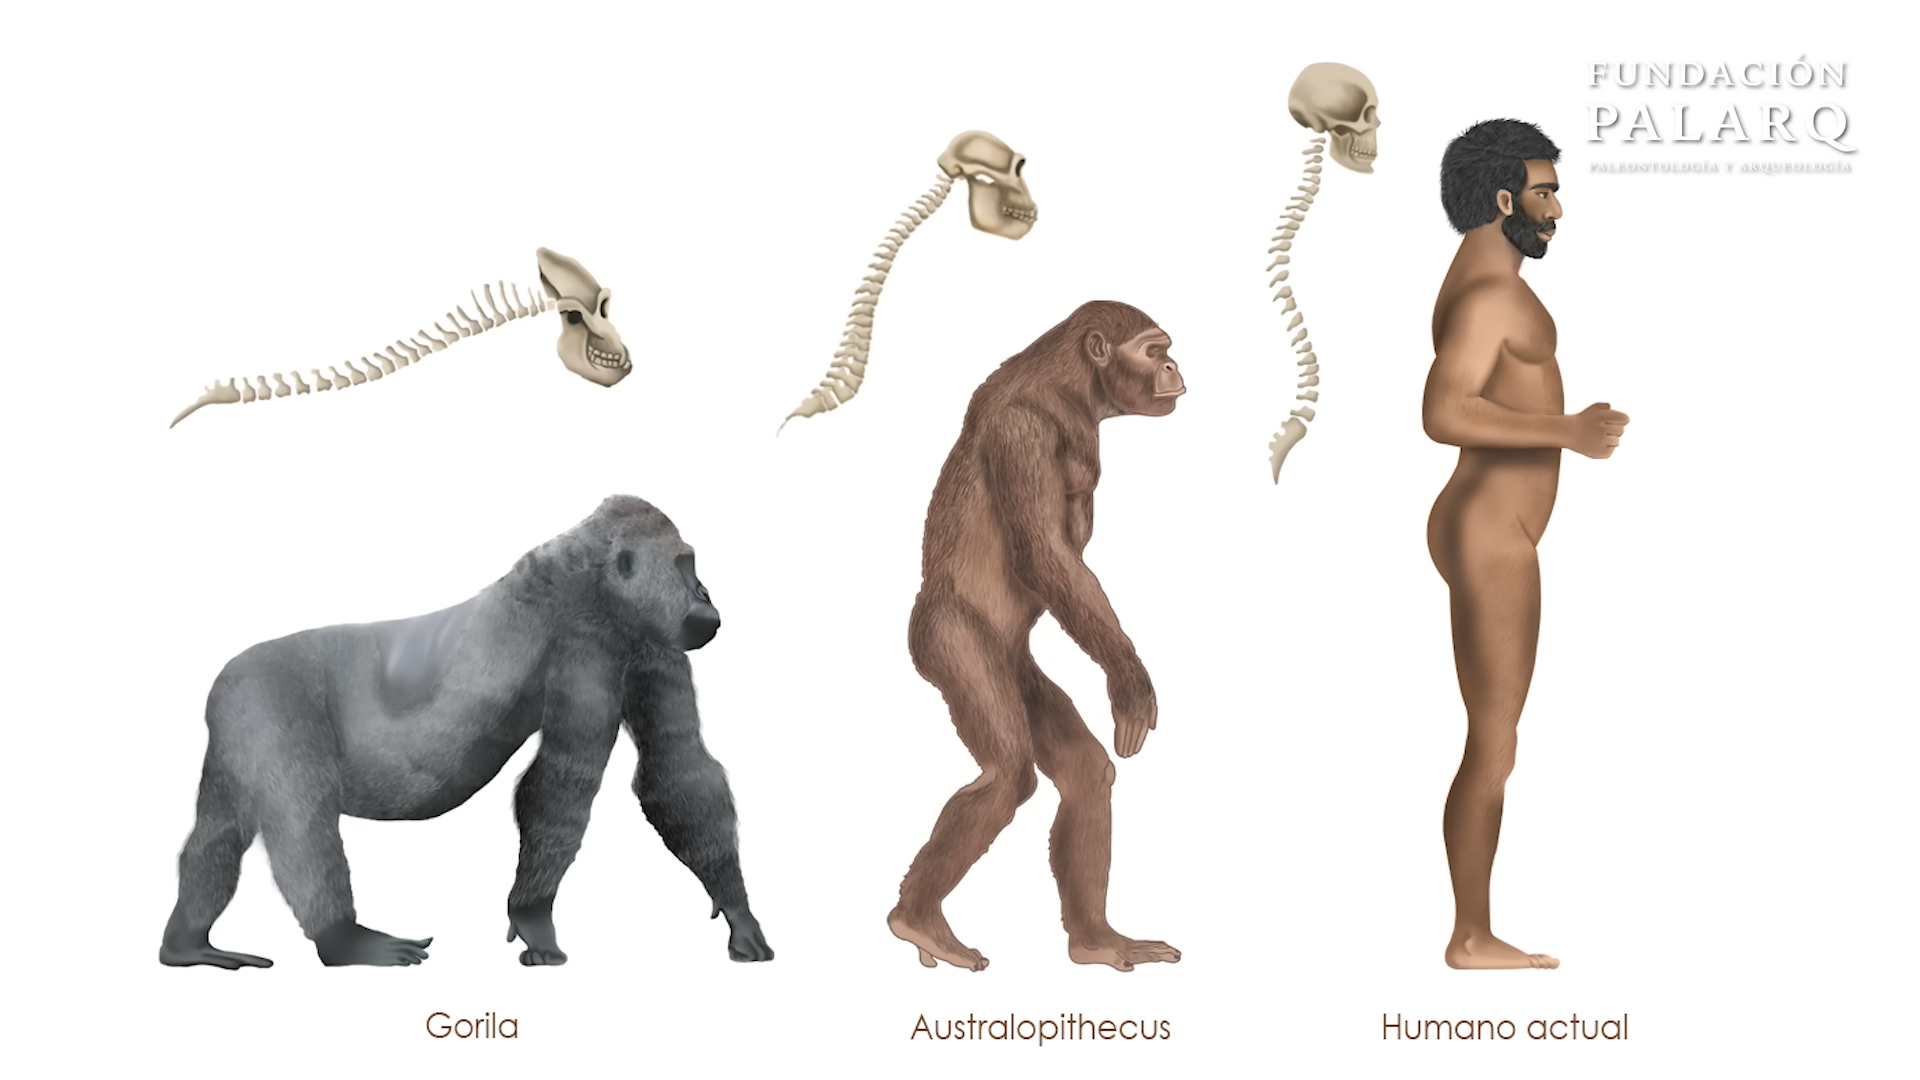 FUNDACIÓN
PALARQ
PALEONTOLOGÍA Y ARQUEOLOGÍA
Gorila
Australopithecus
Humano actual